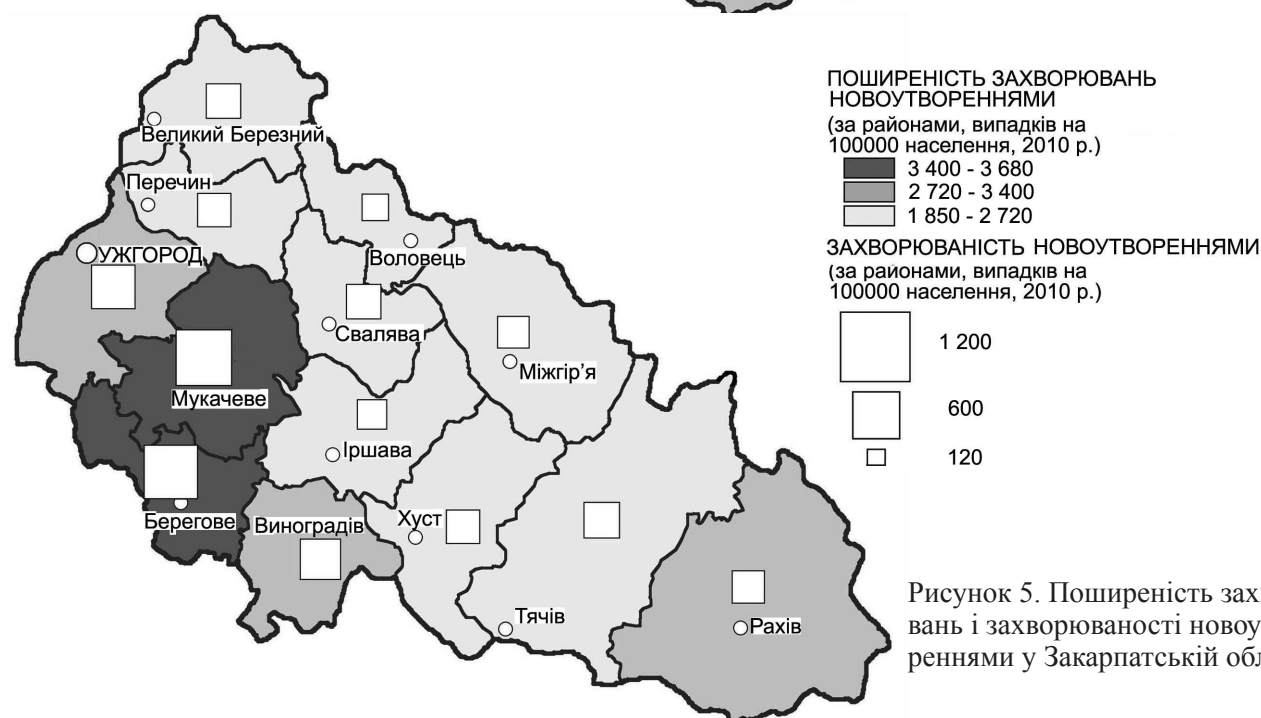 Великий Березний
Перечин
УЖГОРОД
Воловець
Свалява
Міжгір’я
Мукачеве
Іршава
Берегове
Виноградів
Хуст
Тячів
Рахів
ПОШИРЕНІСТЬ ЗАХВОРЮВАНЬ
НОВОУТВОРЕННЯМИ
(за районами, випадків на
100000 населення, 2010 р.)
3 400 - 3 680
2 720 - 3 400
1 850 - 2 720
ЗАХВОРЮВАНІСТЬ НОВОУТВОРЕННЯМИ
(за районами, випадків на
100000 населення, 2010 р.)
1 200
600
120
Рисунок 5. Поширеність зах
вань і захворюваності новоу
реннями у Закарпатській